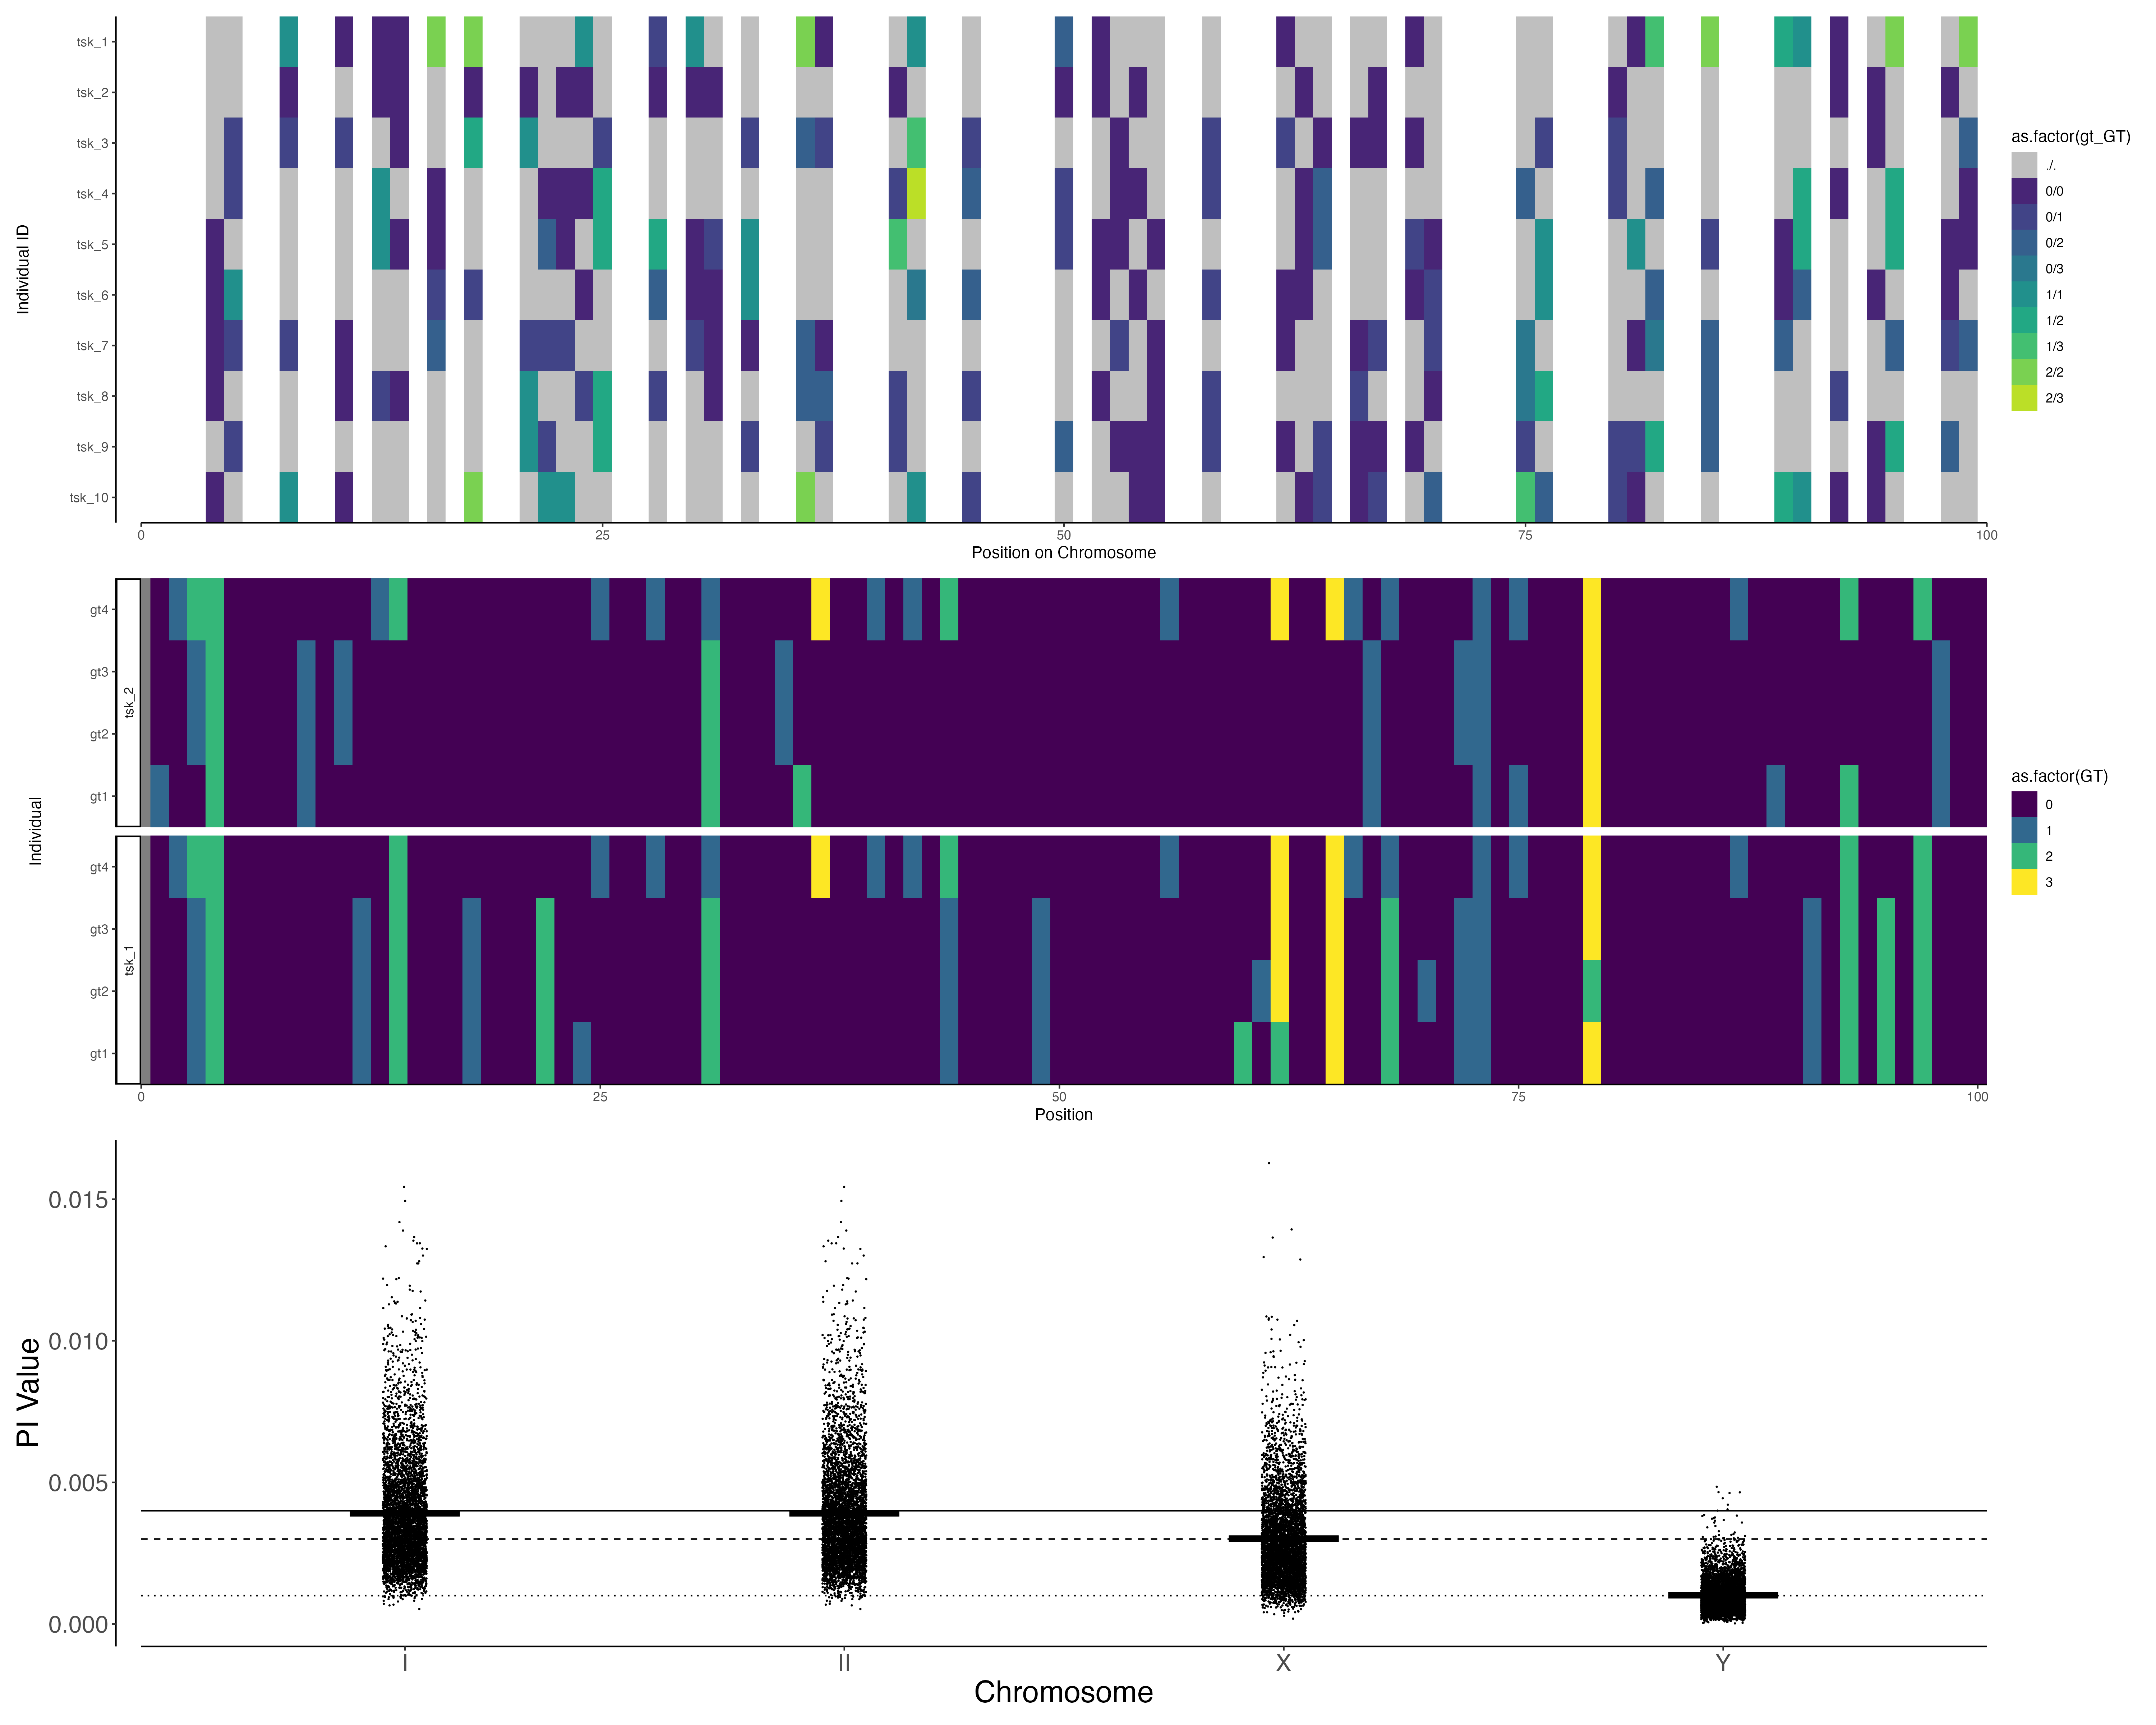 tsk_1
tsk_2
tsk_3
tsk_4
tsk_5
tsk_6
tsk_7
tsk_8
tsk_9
tsk_10
Individual ID
0 25 50 75 100
Position on Chromosome
as.factor(gt_GT)
./.
0/0
0/1
0/2
0/3
1/1
1/2
1/3
2/2
2/3
gt4
gt3
gt2
gt1
tsk_2
gt4
gt3
gt2
gt1
tsk_1
Individual
0 25 50 75 100
Position
as.factor(GT)
0
1
2
3
0.015
0.010
0.005
0.000
PI Value
I II X Y
Chromosome